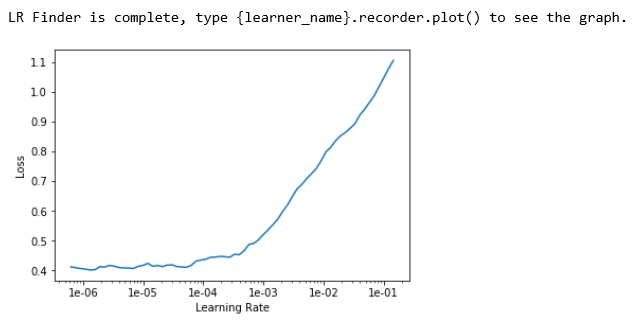 LR Finder is complete, type {learner_name}.recorder.plot() to see the graph.
1.1
1.0
0.9
0.8
0.7
0.6
0.5
0.4
Loss
1e-06 1e-05 1e-04 1e-03 1e-02 1e-01
Learning Rate